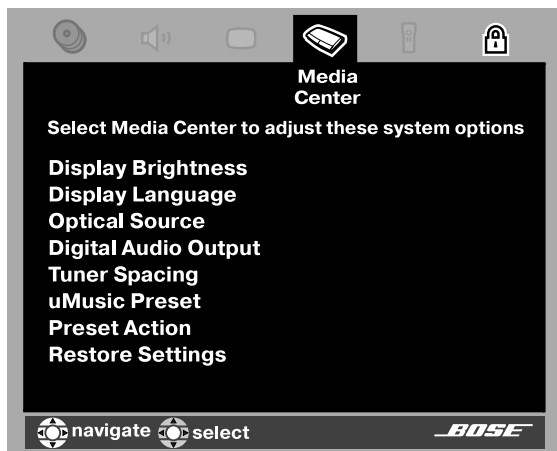 Media
Center
Select Media Center to adjust these system options
Display Brightness
Display Language
Optical Source
Digital Audio Output
Tuner Spacing
uMusic Preset
Preset Action
Restore Settings
navigate select BOSE